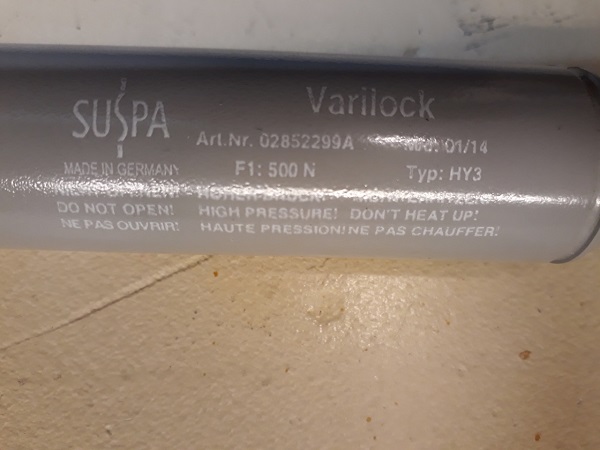 SUSPA
Varilock
Art.Nr. 02852299A 01/14
MADE IN GERMANY F1: 500 N Typ: HY3
DO NOT OPEN! HIGH PRESSURE! DON'T HEAT UP!
NE PAS OUVRIR! HAUTE PRESSION! NE PAS CHAUFFER!